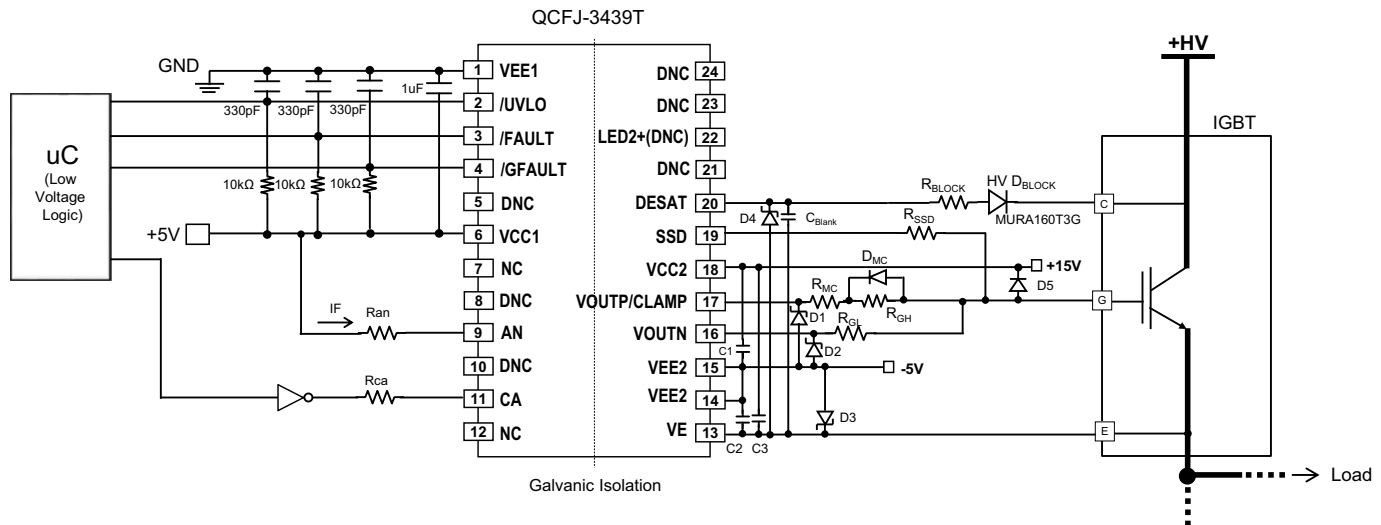 QCFJ-3439T
+HV
GND
1 VEE1
DNC 24
1uF
330pF 330pF 330pF
2 /UVLO
DNC 23
3 /FAULT
LED2+(DNC) 22
IGBT
uC
(Low
Voltage
Logic)
4 /GFAULT
DNC 21
10kΩ 10kΩ 10kΩ
5 DNC
DESAT 20
D4
CBlank
RBLOCK
HV DBLOCK
MURA160T3G
C
+5V
6 VCC1
SSD 19
RSSD
7 NC
VCC2 18
DMC
+15V
8 DNC
VOUTP/CLAMP 17
RMC
RGH
D5
G
IF
Ran
9 AN
VOUTN 16
D1
RGL
10 DNC
VEE2 15
C1
D2
-5V
Rca
11 CA
VEE2 14
D3
12 NC
VE 13
C2 C3
E
Galvanic Isolation
Load